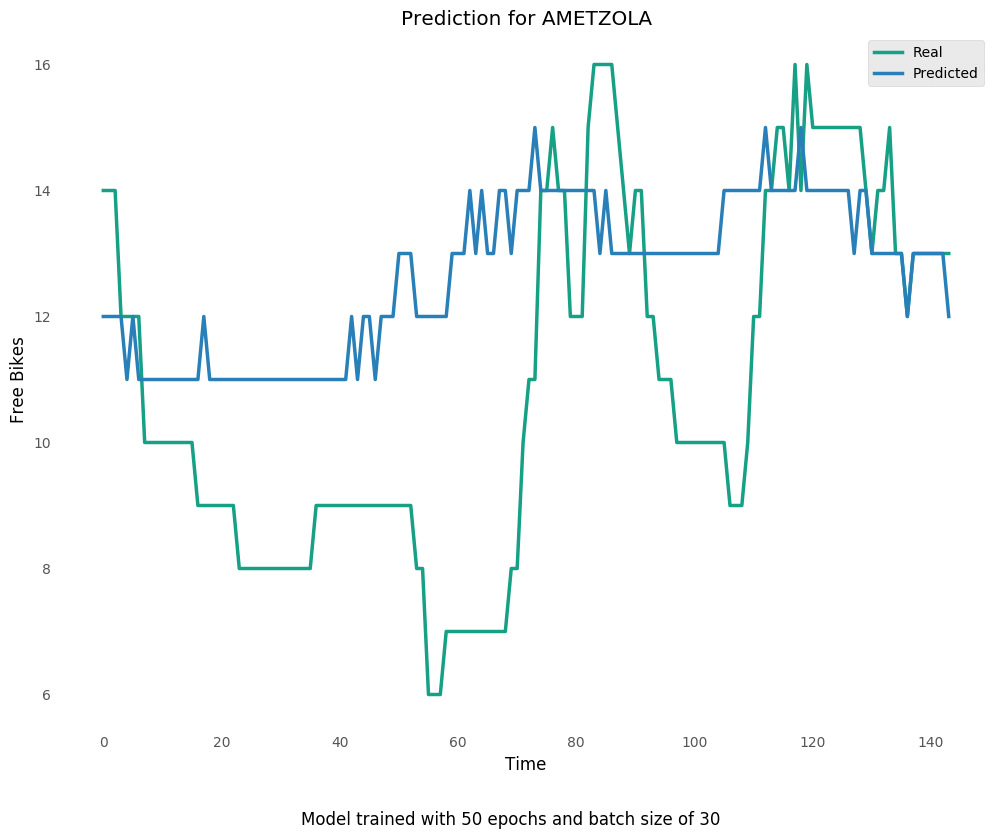 Prediction for AMETZOLA
Real
Predicted
16
14
12
10
8
6
Free Bikes
0 20 40 60 80 100 120 140
Time
Model trained with 50 epochs and batch size of 30